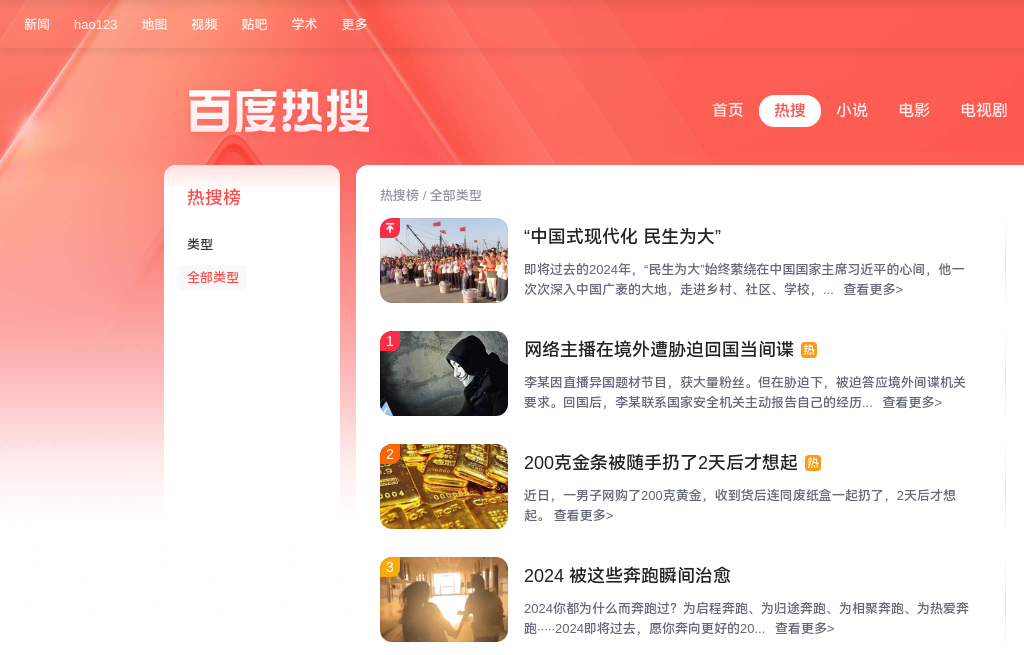 新闻 hao123 地图 视频 贴吧 学术 更多
百度热搜
首页 热搜 小说 电影 电视剧
热搜榜
类型
全部类型
热搜榜 / 全部类型
“中国式现代化 民生为大”
即将过去的2024年，“民生为大”始终萦绕在中国国家主席习近平的心间，他一
次次深入中国广袤的大地，走进乡村、社区、学校，... 查看更多>
1
网络主播在境外遭胁迫回国当间谍 热
李某因直播异国题材节目，获大量粉丝。但在胁迫下，被迫答应境外间谍机关
要求。回国后，李某联系国家安全机关主动报告自己的经历... 查看更多>
2
200克金条被随手扔了2天后才想起 热
近日，一男子网购了200克黄金，收到货后连同废纸盒一起扔了，2天后才想
起。 查看更多>
3
2024 被这些奔跑瞬间治愈
2024你都为什么而奔跑过？为启程奔跑、为归途奔跑、为相聚奔跑、为热爱奔
跑·····2024即将过去，愿你奔向更好的20... 查看更多>